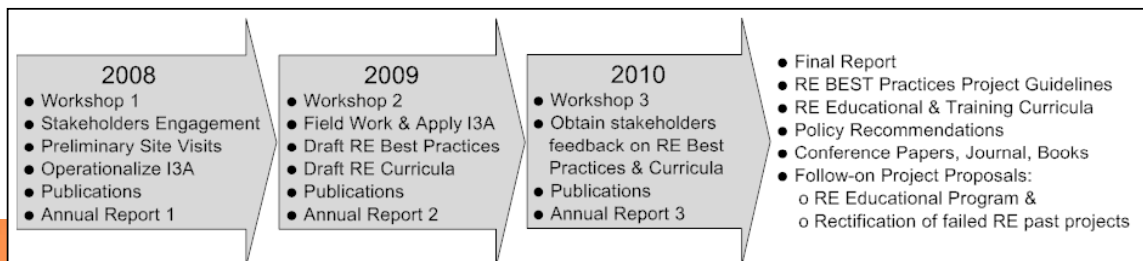 2008
● Workshop 1
● Stakeholders Engagement
● Preliminary Site Visits
● Operationalize I3A
● Publications
● Annual Report 1
2009
● Workshop 2
● Field Work & Apply I3A
● Draft RE Best Practices
● Draft RE Curricula
● Publications
● Annual Report 2
2010
● Workshop 3
● Obtain stakeholders
feedback on RE Best
Practices & Curricula
● Publications
● Annual Report 3
● Final Report
● RE BEST Practices Project Guidelines
● RE Educational & Training Curricula
● Policy Recommendations
● Conference Papers, Journal, Books
● Follow-on Project Proposals:
o RE Educational Program &
o Rectification of failed RE past projects